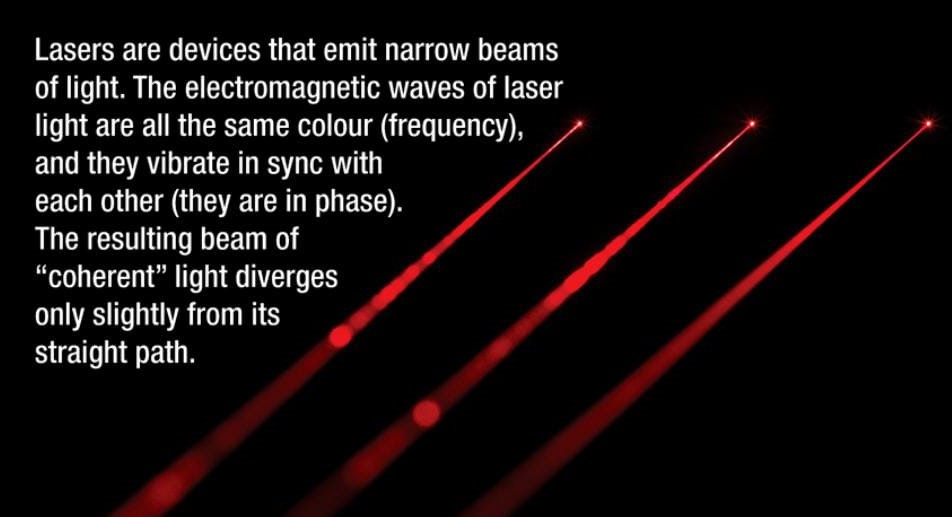 Lasers are devices that emit narrow beams
of light. The electromagnetic waves of laser
light are all the same colour (frequency),
and they vibrate in sync with
each other (they are in phase).
The resulting beam of
“coherent” light diverges
only slightly from its
straight path.